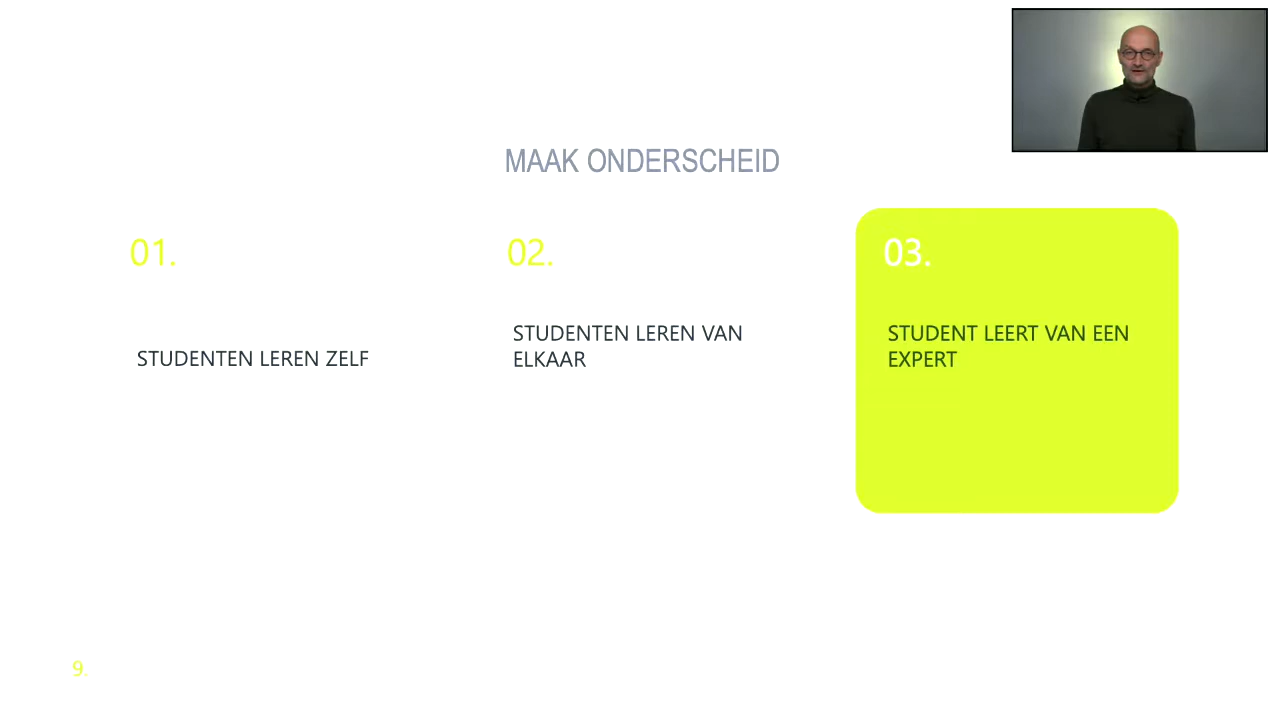 MAAK ONDERSCHEID
01.
STUDENTEN LEREN ZELF
02.
STUDENTEN LEREN VAN
ELKAAR
03.
STUDENT LEERT VAN EEN
EXPERT
9.